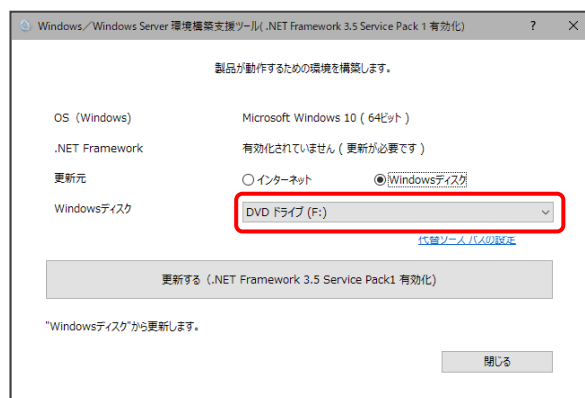 Windows／Windows Server 環境構築支援ツール( .NET Framework 3.5 Service Pack 1 有効化)
製品が動作するための環境を構築します。
OS（Windows） Microsoft Windows 10 ( 64ビット )
.NET Framework 有効化されていません ( 更新が必要です )
更新元 インターネット Windowsディスク
Windowsディスク DVD ドライブ (F:)
代替ソース パスの設定
更新する（.NET Framework 3.5 Service Pack1 有効化)
"Windowsディスク"から更新します。
閉じる